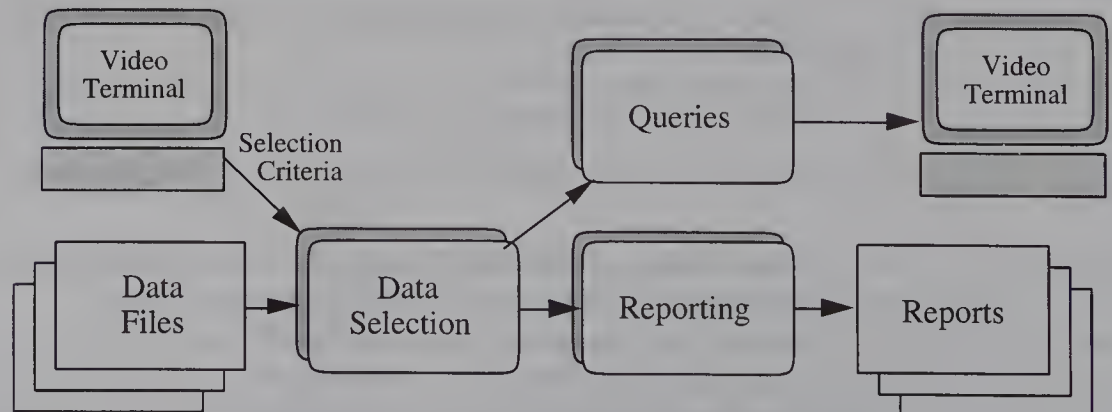 Video
Terminal
Selection
Criteria
Queries
Video
Terminal
Data
Files
Data
Selection
Reporting
Reports